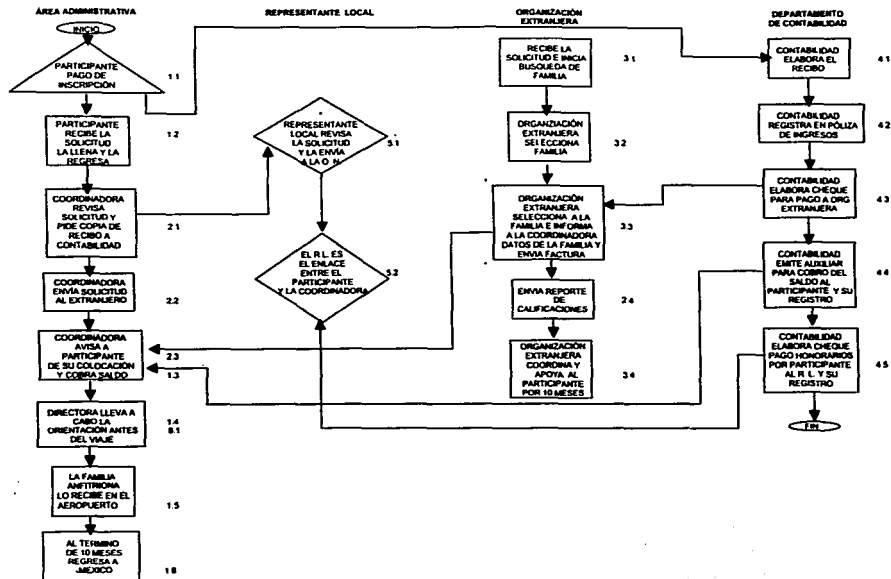 ÁREA ADMINISTRATIVA
INICIO
PARTICIPANTE
PAGO DE
INSCRIPCIÓN
1 1
PARTICIPANTE
RECIBE LA
SOLICITUD
LA LLENA Y LA
REGRESA
1.2
COORDINADORA
REVISA
SOLICITUD Y
PIDE COPIA DE
RECIBO A
CONTABILIDAD
2 1
COORDINADORA
ENVÍA SOLICITUD
AL EXTRANJERO
2.2
COORDINADORA
AVISA A
PARTICIPANTE
DE SU COLOCACIÓN
Y COBRA SALDO
2.3
1.3
DIRECTORA LLEVA A
CABO LA
ORIENTACIÓN ANTES
DEL VIAJE
1.4
6.1
LA FAMILIA
ANFITRIONA
LO RECIBE EN EL
AEROPUERTO
1.5
AL TERMINO
DE 10 MESES
REGRESA A
MEXICO
1 6
REPRESENTANTE LOCAL
REPRESENTANTE
LOCAL REVISA
LA SOLICITUD
Y LA ENVÍA
A LA O N
5.1
EL R L. ES
EL ENLACE
ENTRE EL
PARTICIPANTE
Y LA COORDINADORA
5.2
ORGANIZACIÓN
EXTRANJERA
RECIBE LA
SOLICITUD E INICIA
BUSQUEDA DE
FAMILIA
3 1
ORGANZIACIÓN
EXTRANJERA
SELECCIONA
FAMILIA
3 2
ORGANIZACIÓN
EXTRANJERA
SELECCIONA A LA
FAMILIA E INFORMA
A LA COORDINADORA
DATOS DE LA FAMILIA Y
ENVIA FACTURA
3.3
ENVIA REPORTE
DE
CALIFICACIONES
2 4
ORGANIZACIÓN
EXTRANJERA
COORDINA Y
APOYA AL
PARTICIPANTE
POR 10 MESES
3 4
DEPARTAMENTO
DE CONTABILIDAD
CONTABILIDAD
ELABORA EL
RECIBO
4 1
CONTABILIDAD
REGISTRA EN PÓLIZA
DE INGRESOS
4 2
CONTABILIDAD
ELABORA CHEQUE
PARA PAGO A ORG
EXTRANJERA
4 3
CONTABILIDAD
EMITE AUXILIAR
PARA COBRO DEL
SALDO AL
PARTICIPANTE Y SU
REGISTRO
4 4
CONTABILIDAD
ELABORA CHEQUE
PAGO HONORARIOS
POR PARTICIPANTE
AL R. L. Y SU
REGISTRO
4 5
FIN